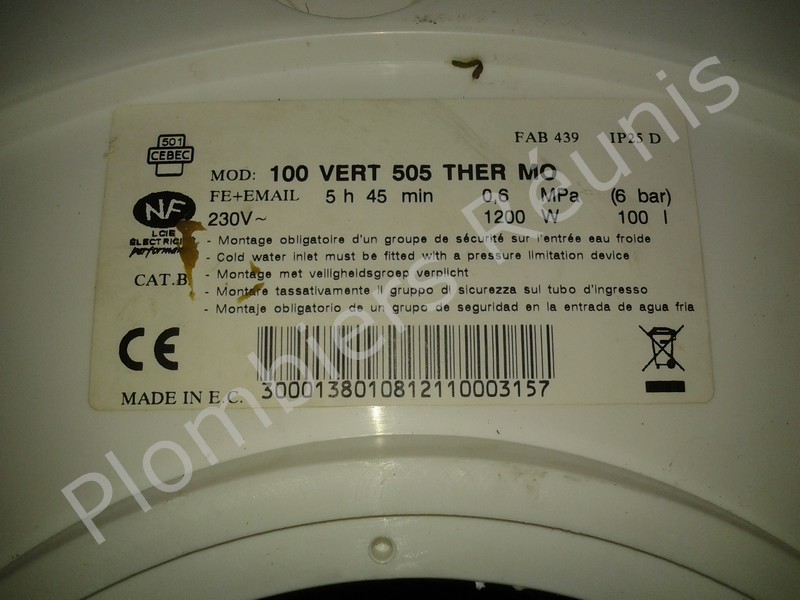 501
CEBEC
FAB 439 IP25 D
MOD: 100 VERT 505 THER MO
FE+EMAIL 5 h 45 min 0,6 MPa (6 bar)
NF
230V~ 1200 W 100 l
LCIE
ÉLECTRICITÉ
performance
CAT.B
- Montage obligatoire d'un groupe de sécurité sur l'entrée eau froide
- Cold water inlet must be fitted with a pressure limitation device
- Montage met veiligheidsgroep verplicht
- Montare tassativamente il gruppo di sicurezza sul tubo d'ingresso
- Montaje obligatorio de un grupo de seguridad en la entrada de agua fria
CE
MADE IN E.C.
3000138010812110003157
Plombiers Réunis